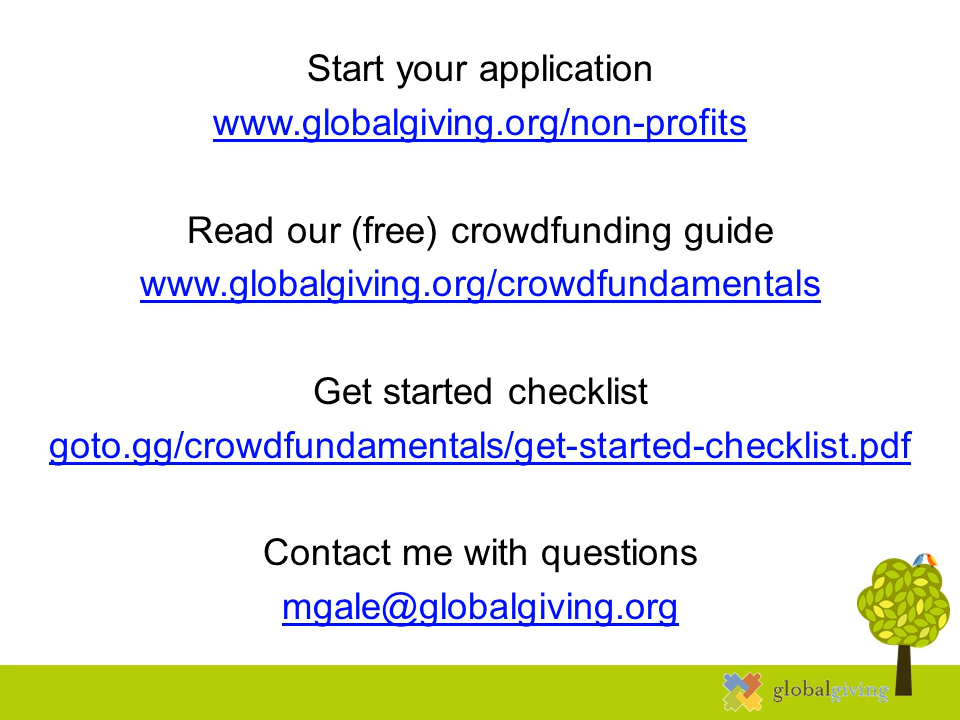 Start your application
www.globalgiving.org/non-profits
Read our (free) crowdfunding guide
www.globalgiving.org/crowdfundamentals
Get started checklist
goto.gg/crowdfundamentals/get-started-checklist.pdf
Contact me with questions
mgale@globalgiving.org
globalgiving